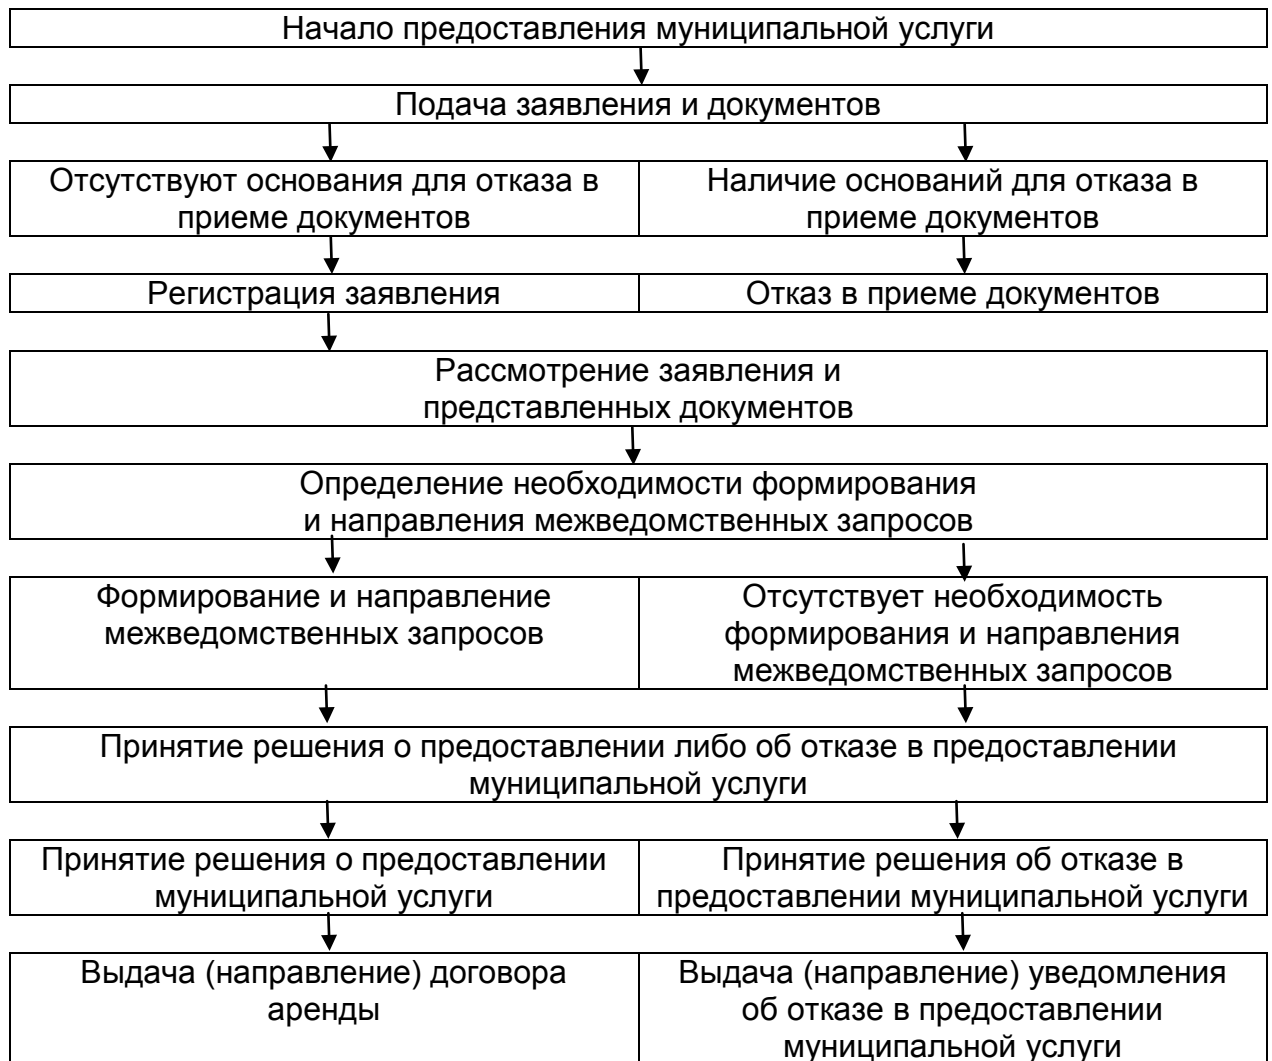 Начало предоставления муниципальной услуги
Подача заявления и документов
Отсутствуют основания для отказа в
приеме документов
Наличие оснований для отказа в
приеме документов
Регистрация заявления
Отказ в приеме документов
Рассмотрение заявления и
представленных документов
Определение необходимости формирования
и направления межведомственных запросов
Формирование и направление
межведомственных запросов
Отсутствует необходимость
формирования и направления
межведомственных запросов
Принятие решения о предоставлении либо об отказе в предоставлении
муниципальной услуги
Принятие решения о предоставлении
муниципальной услуги
Принятие решения об отказе в
предоставлении муниципальной услуги
Выдача (направление) договора
аренды
Выдача (направление) уведомления
об отказе в предоставлении
муниципальной услуги